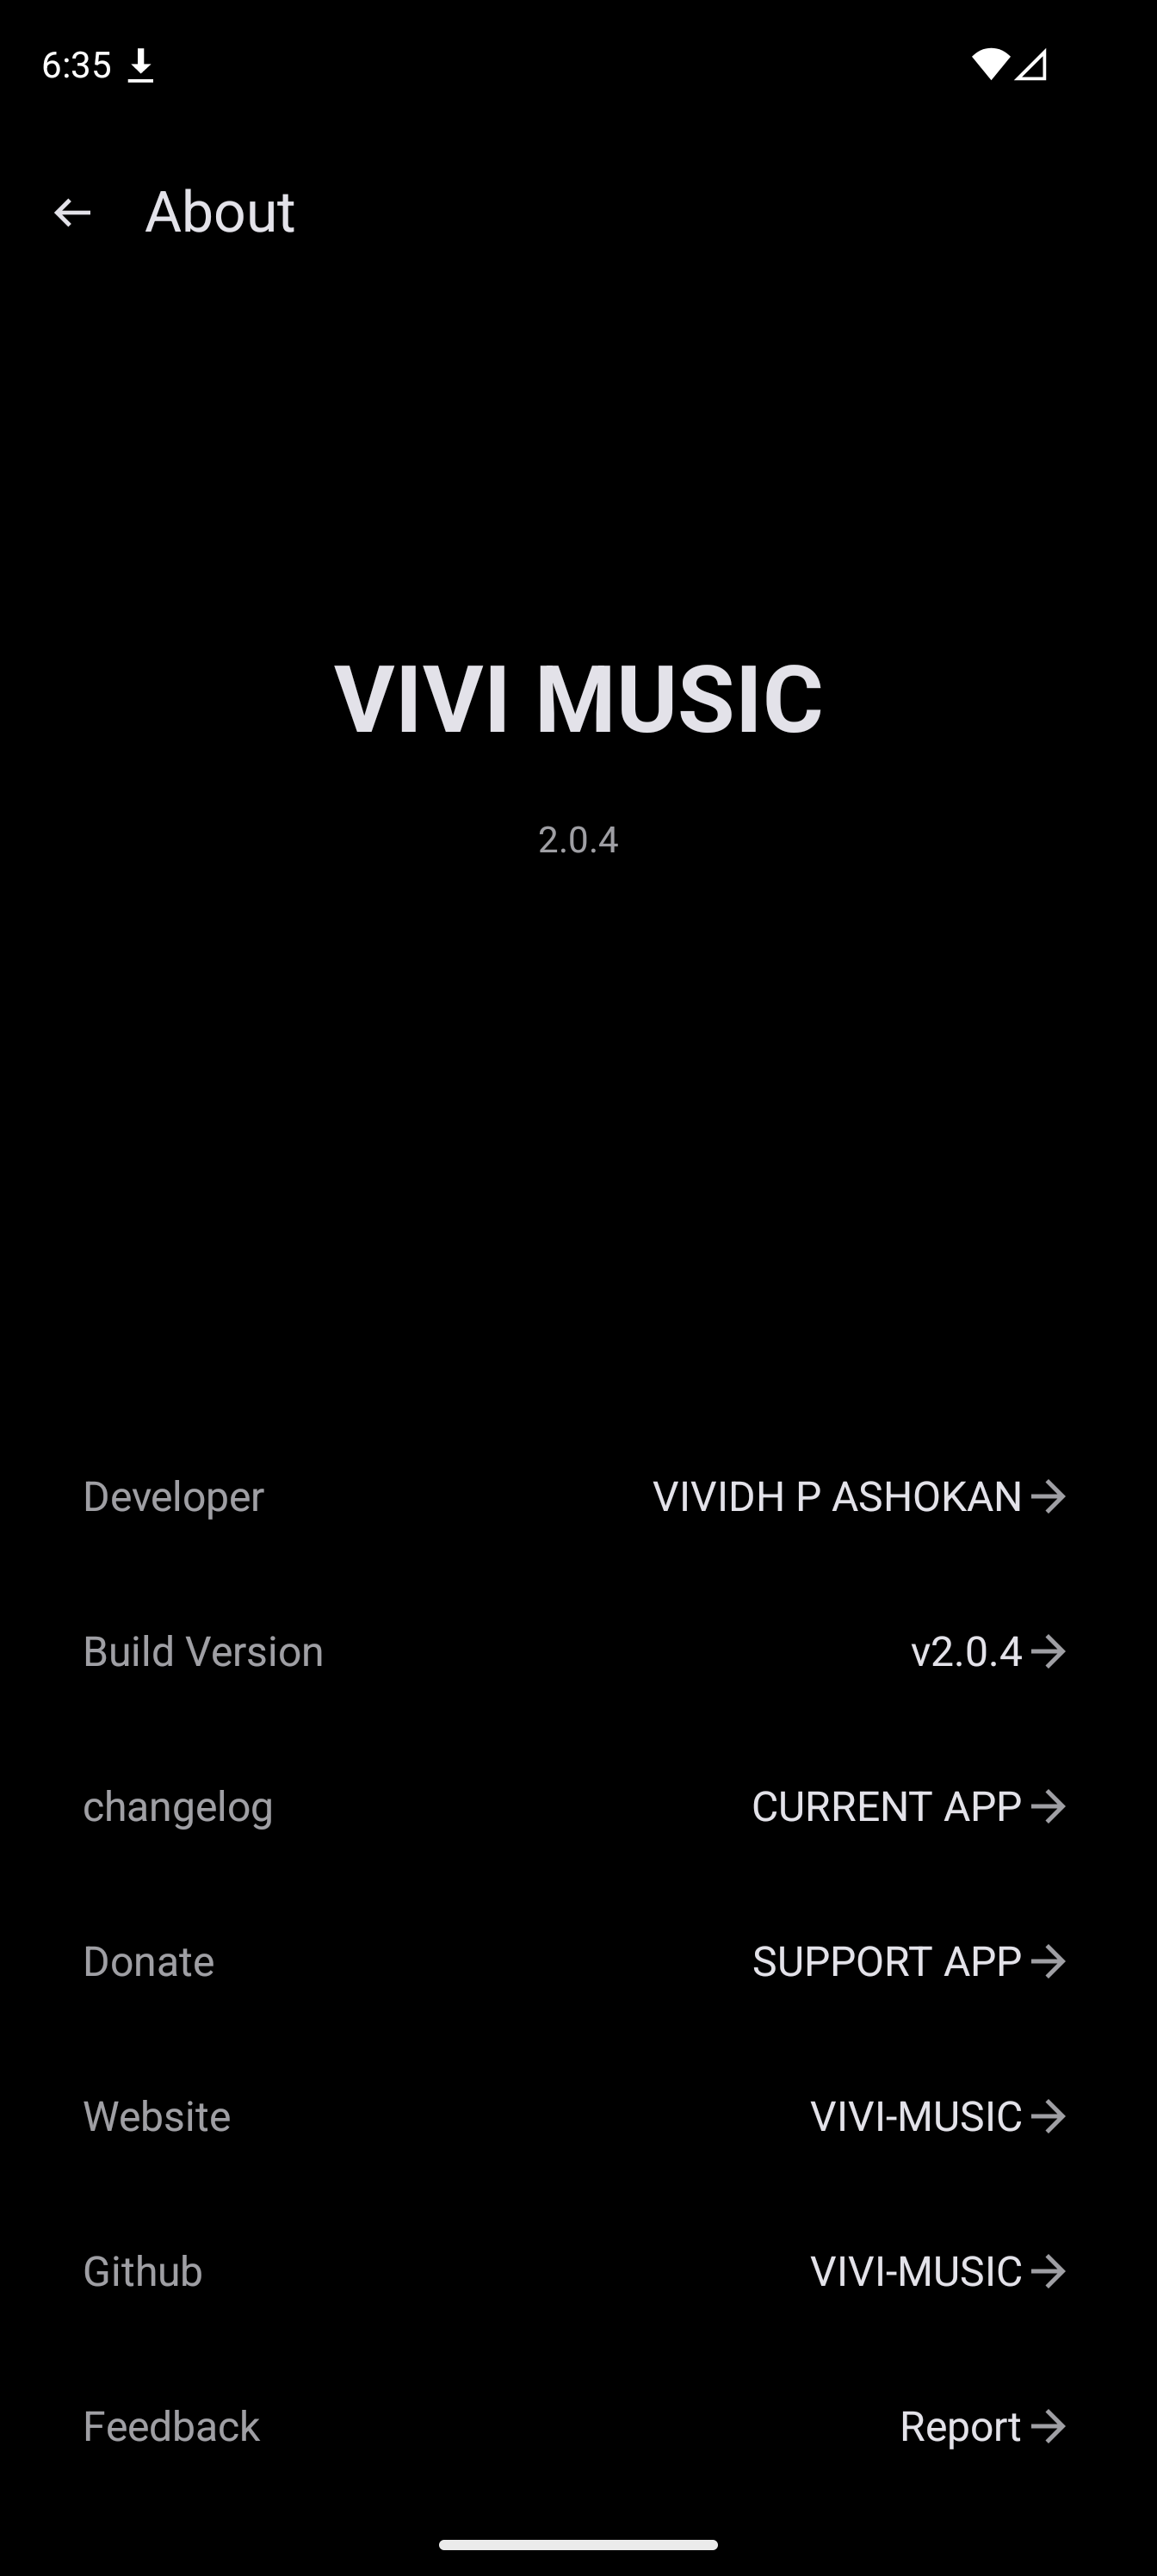 6:35
About
VIVI MUSIC
2.0.4
Developer VIVIDH P ASHOKAN
Build Version v2.0.4
changelog CURRENT APP
Donate SUPPORT APP
Website VIVI-MUSIC
Github VIVI-MUSIC
Feedback Report